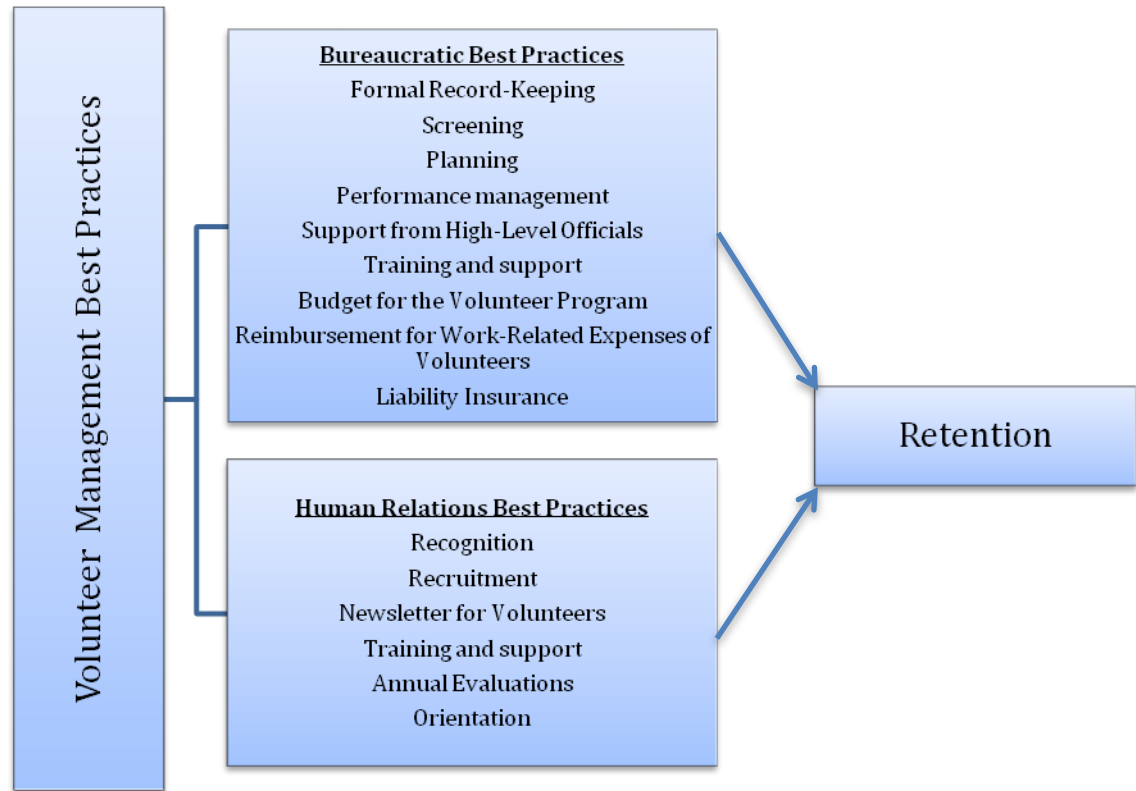 Volunteer Management Best Practices
Bureaucratic Best Practices
Formal Record-Keeping
Screening
Planning
Performance management
Support from High-Level Officials
Training and support
Budget for the Volunteer Program
Reimbursement for Work-Related Expenses of
Volunteers
Liability Insurance
Human Relations Best Practices
Recognition
Recruitment
Newsletter for Volunteers
Training and support
Annual Evaluations
Orientation
Retention